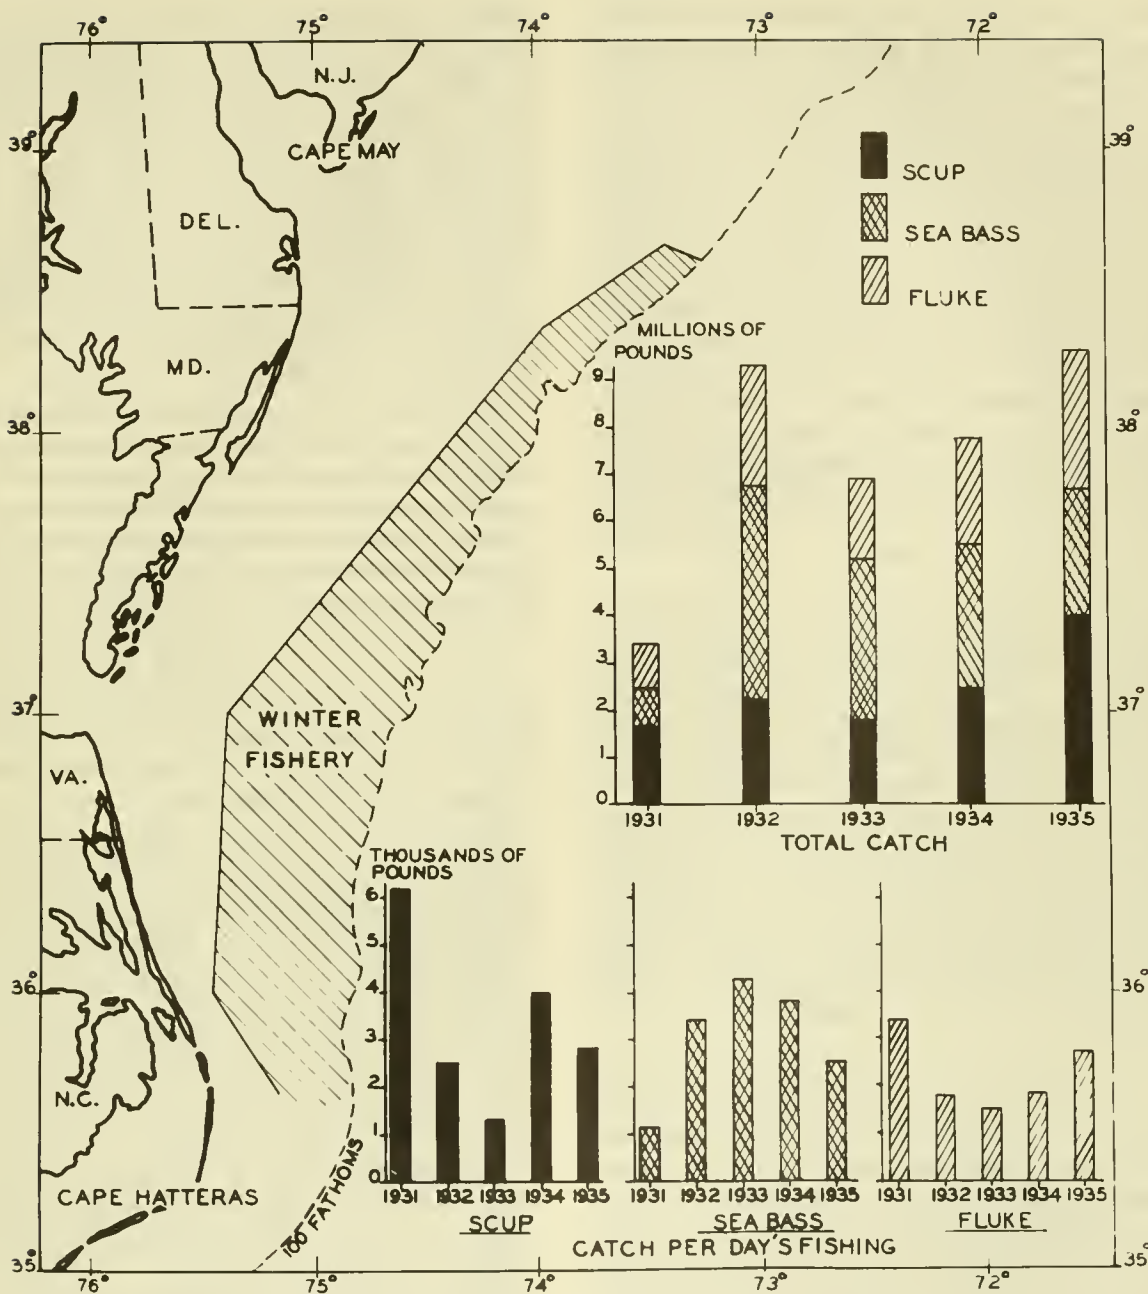 76° 75° 74° 73° 72°
N.J.
39° CAPE MAY 39°
SCUP
DEL.
SEA BASS
FLUKE
MILLIONS OF
POUNDS
MD.
9
38° 8 38°
7
6
5
4
3
37° 2 37°
WINTER
FISHERY
1
VA.
0
1931 1932 1933 1934 1935
TOTAL CATCH
THOUSANDS OF
POUNDS
6
5
36° 4 36°
3
2
N.C.
1
0
1931 1932 1933 1934 1935 1931 1932 1933 1934 1935 1931 1932 1933 1934 1935
CAPE HATTERAS
100 FATHOMS
SCUP SEA BASS FLUKE
CATCH PER DAY'S FISHING
35° 35°
76° 75° 74° 73° 72°